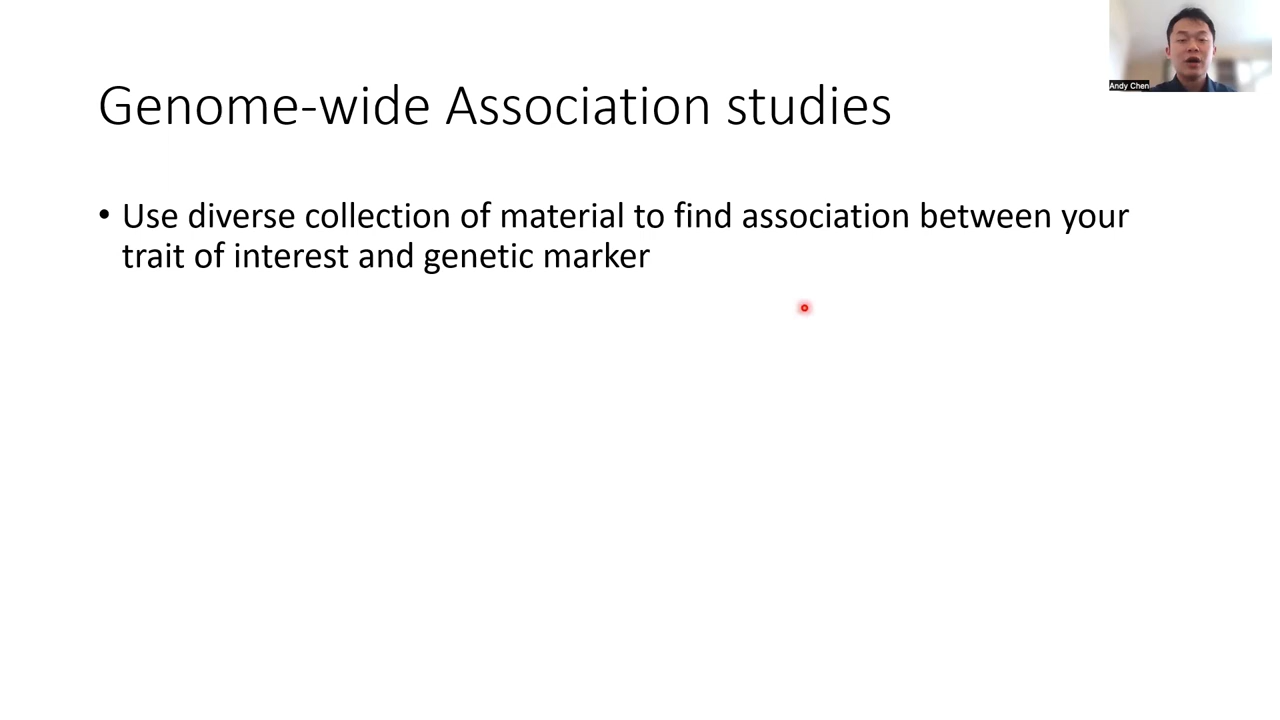 Andy Chen
Genome-wide Association studies
• Use diverse collection of material to find association between your
trait of interest and genetic marker